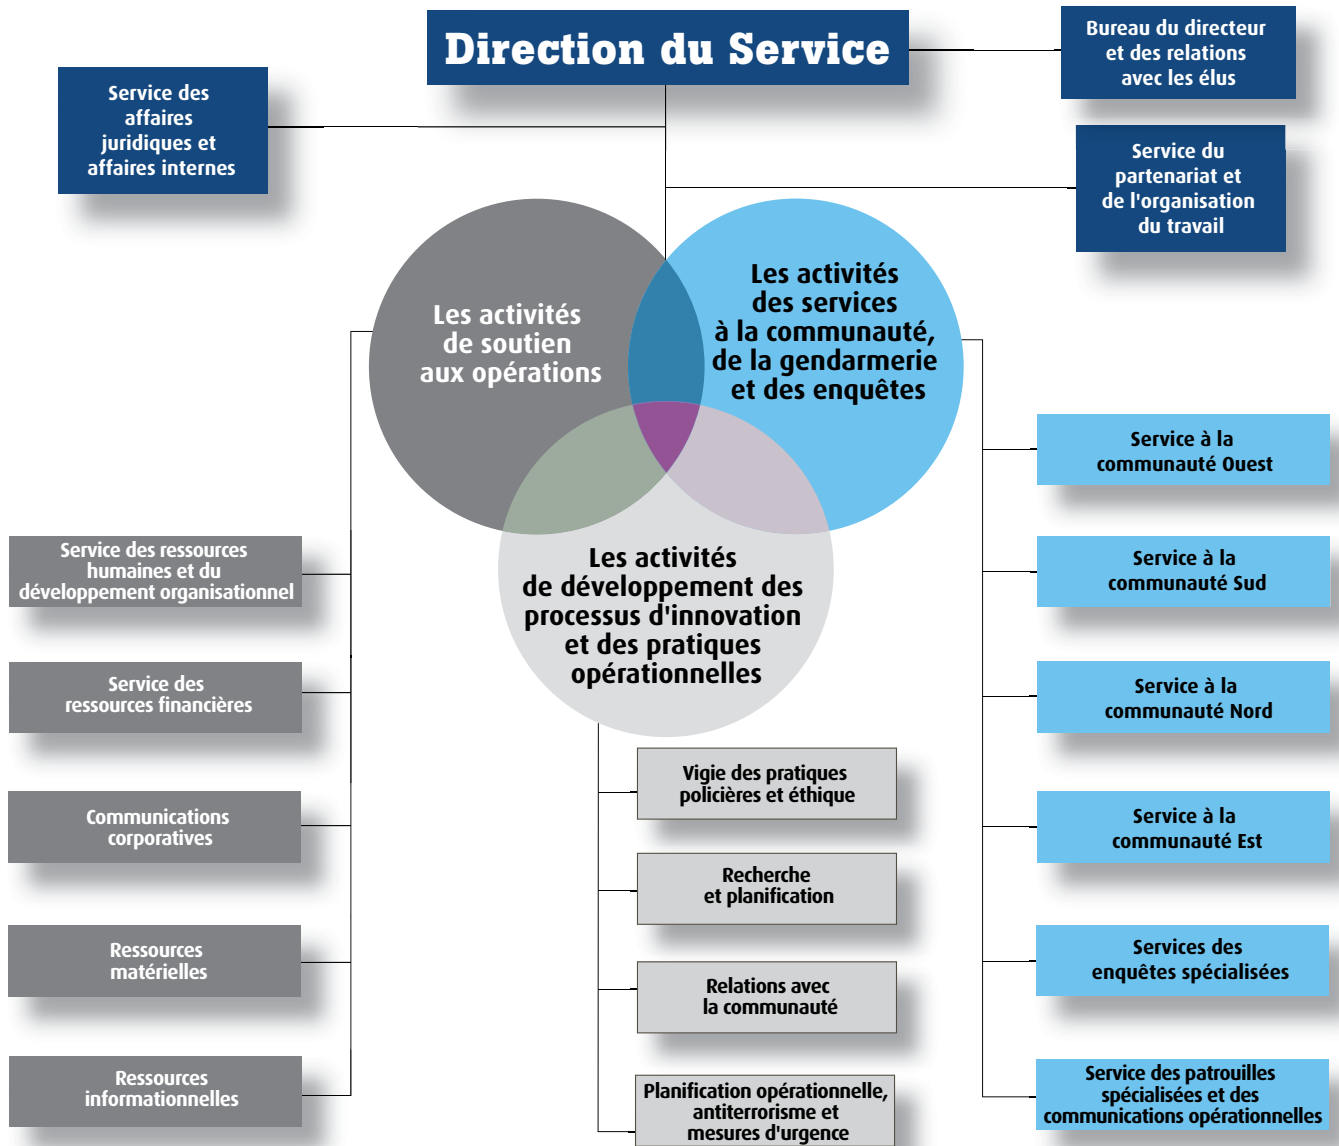 Direction du Service
Bureau du directeur
et des relations
avec les élus
Service des
affaires
juridiques et
affaires internes
Service du
partenariat et
de l'organisation
du travail
Les activités
de soutien
aux opérations
Les activités
des services
à la communauté,
de la gendarmerie
et des enquêtes
Les activités
de développement des
processus d'innovation
et des pratiques
opérationnelles
Service des ressources
humaines et du
développement organisationnel
Service des
ressources financières
Communications
corporatives
Ressources
matérielles
Ressources
informationnelles
Vigie des pratiques
policières et éthique
Recherche
et planification
Relations avec
la communauté
Planification opérationnelle,
antiterrorisme et
mesures d'urgence
Service à la
communauté Ouest
Service à la
communauté Sud
Service à la
communauté Nord
Service à la
communauté Est
Services des
enquêtes spécialisées
Service des patrouilles
spécialisées et des
communications opérationnelles